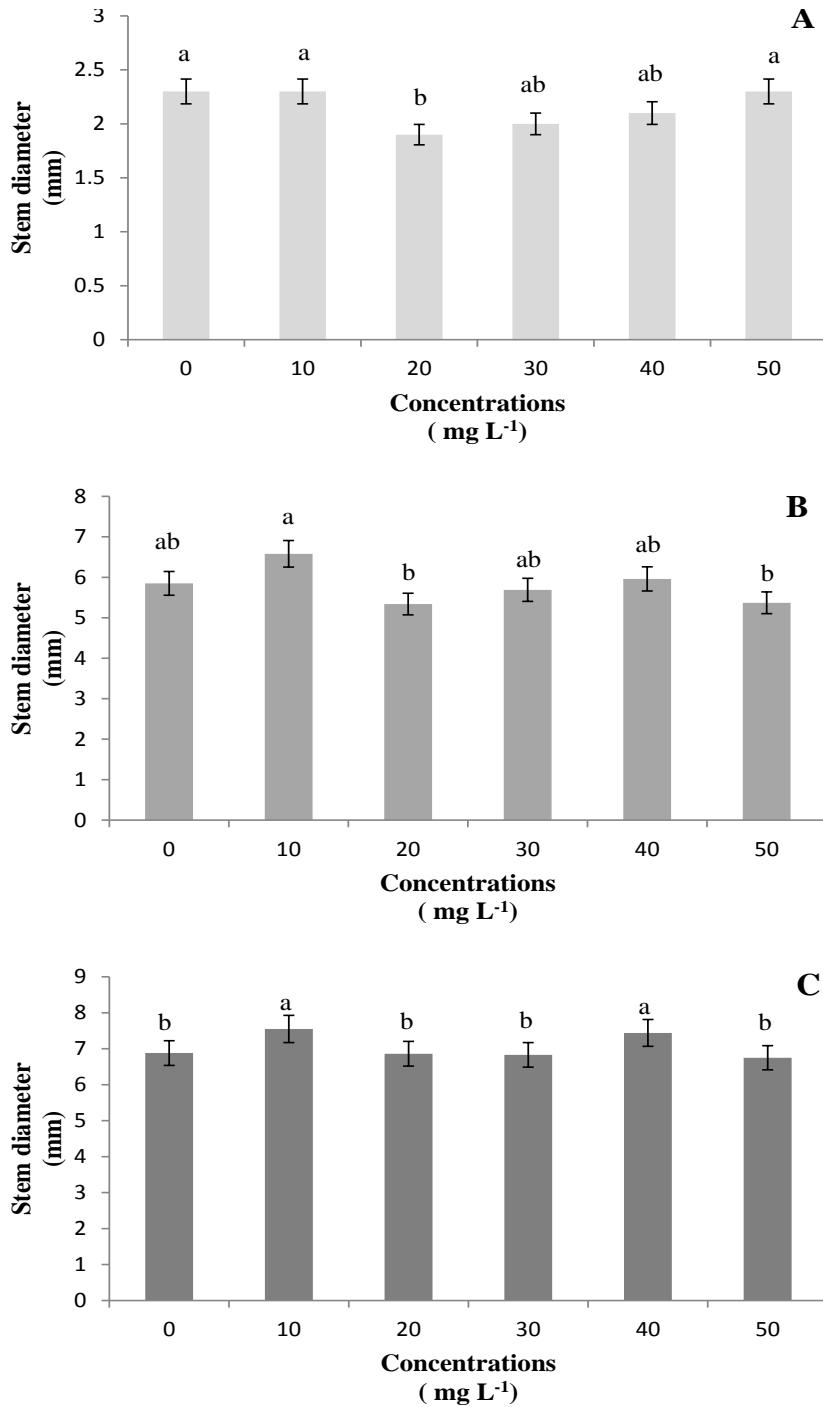 A
3
2.5
2
1.5
1
0.5
0
a
a
b
ab
ab
a
Stem diameter
(mm)
0 10 20 30 40 50
Concentrations
( mg L⁻¹)
B
8
7
6
5
4
3
2
1
0
ab
a
b
ab
ab
b
Stem diameter
(mm)
0 10 20 30 40 50
Concentrations
( mg L⁻¹)
C
9
8
7
6
5
4
3
2
1
0
b
a
b
b
a
b
Stem diameter
(mm)
0 10 20 30 40 50
Concentrations
( mg L⁻¹)